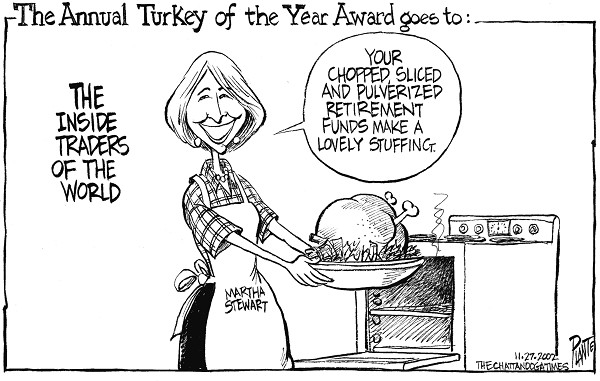 The Annual Turkey of the Year Award goes to:
THE
INSIDE
TRADERS
OF THE
WORLD
YOUR
CHOPPED, SLICED
AND PULVERIZED
RETIREMENT
FUNDS MAKE A
LOVELY STUFFING.
MARTHA
STEWART
11.27.2002
THE CHATTANOOGA TIMES
PLANTE